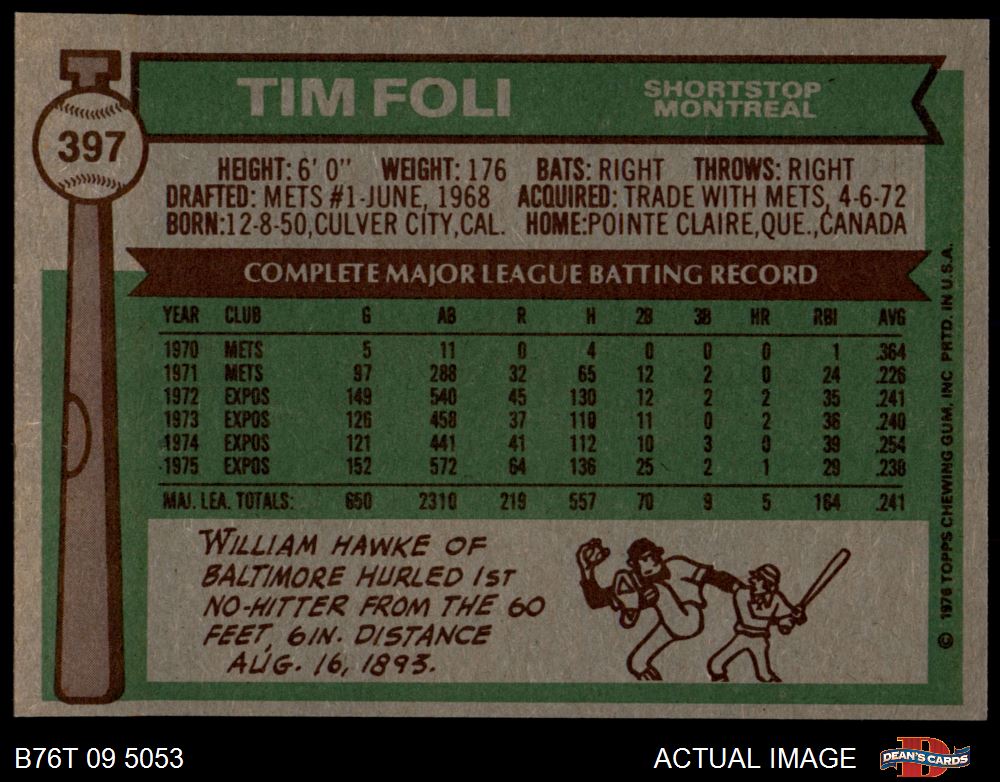 397
TIM FOLI
SHORTSTOP
MONTREAL
HEIGHT: 6' 0" WEIGHT: 176 BATS: RIGHT THROWS: RIGHT
DRAFTED: METS #1-JUNE, 1968 ACQUIRED: TRADE WITH METS, 4-6-72
BORN:12-8-50,CULVER CITY,CAL. HOME:POINTE CLAIRE,QUE.,CANADA
COMPLETE MAJOR LEAGUE BATTING RECORD
YEAR CLUB G AB R H 2B 3B HR RBI AVG
1970 METS 5 11 0 4 0 0 0 1 .364
1971 METS 97 288 32 65 12 2 0 24 .226
1972 EXPOS 149 540 45 130 12 2 2 35 .241
1973 EXPOS 126 458 37 110 11 0 2 36 .240
1974 EXPOS 121 441 41 112 10 3 0 39 .254
1975 EXPOS 152 572 64 136 25 2 1 29 .238
MAJ. LEA. TOTALS: 650 2310 219 557 70 9 5 164 .241
WILLIAM HAWKE OF
BALTIMORE HURLED 1ST
NO-HITTER FROM THE 60
FEET, 6IN. DISTANCE
AUG. 16, 1893.
© 1976 TOPPS CHEWING GUM, INC PRTD. IN U.S.A.
B76T 09 5053
ACTUAL IMAGE
DEAN'S CARDS